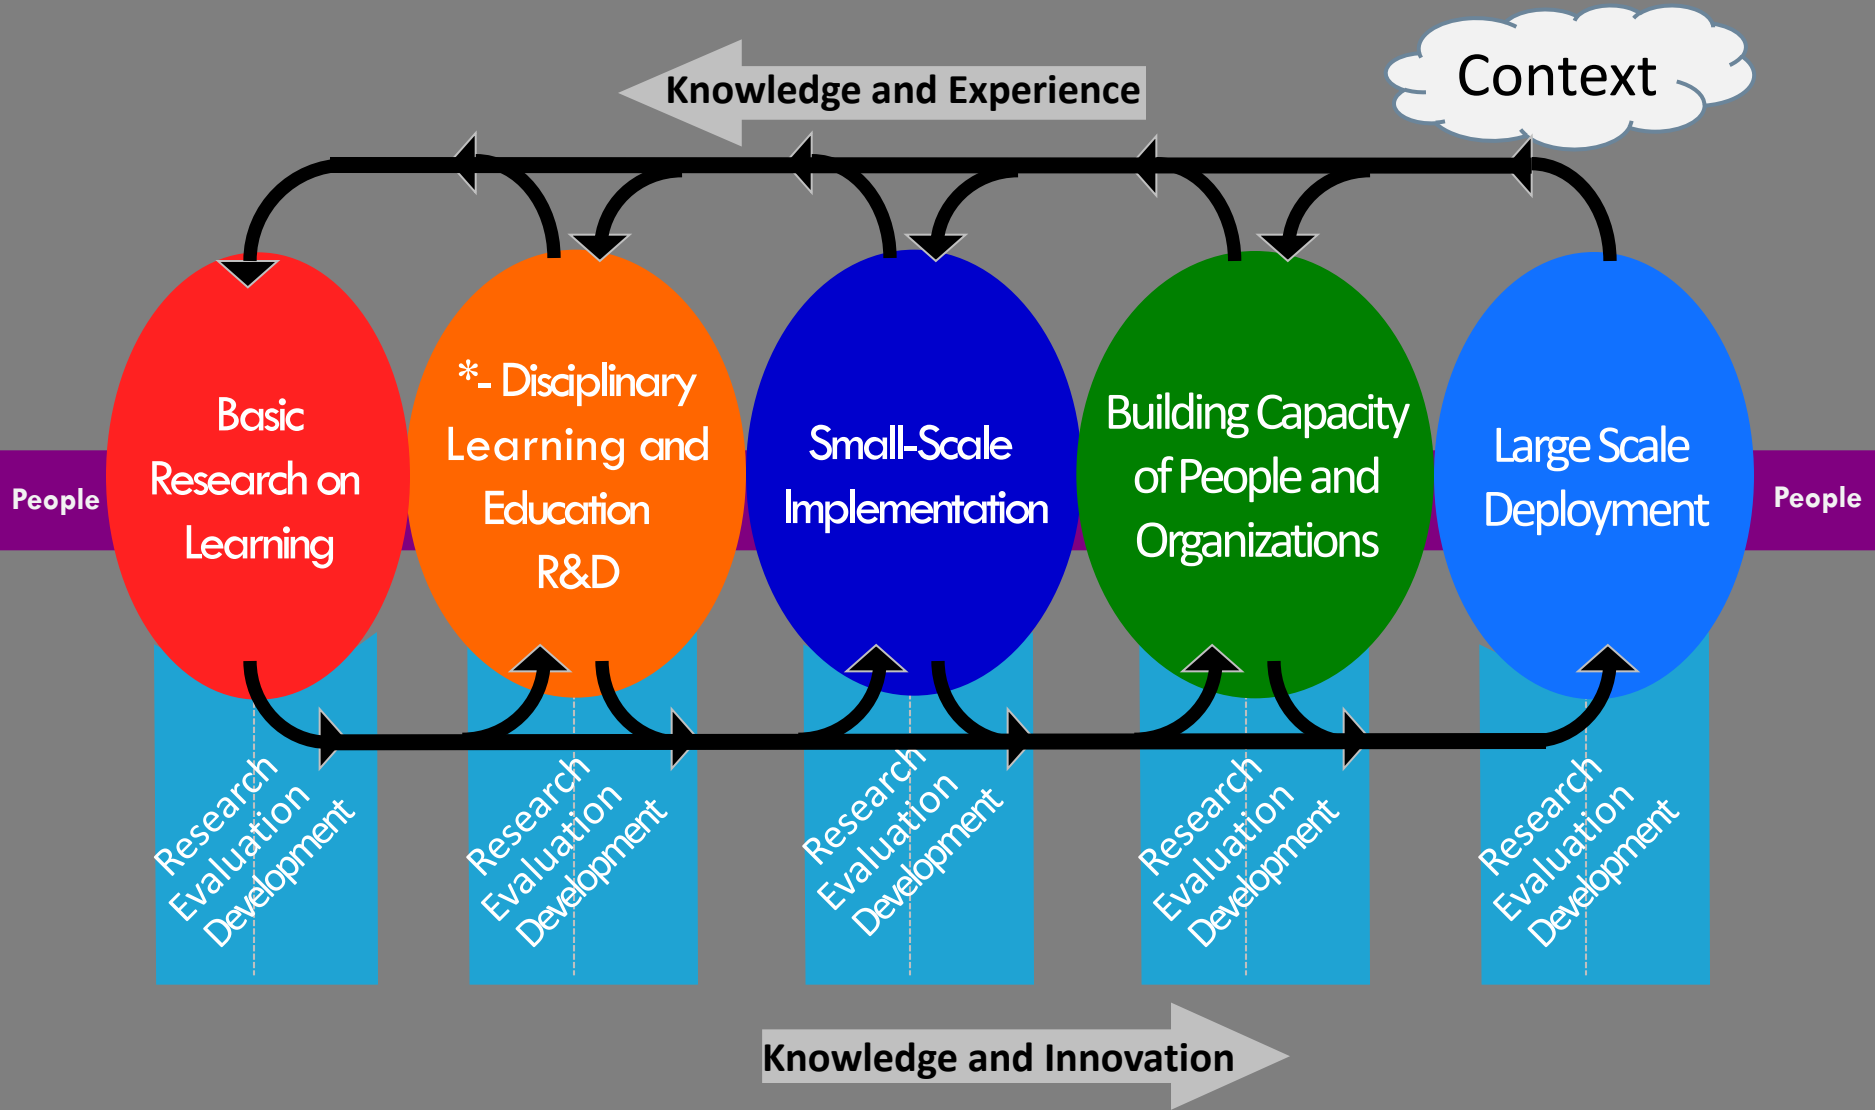 Knowledge and Experience
Context
People
Basic
Research on
Learning
*- Disciplinary
Learning and
Education
R&D
Small-Scale
Implementation
Building Capacity
of People and
Organizations
Large Scale
Deployment
People
Research
Evaluation
Development
Research
Evaluation
Development
Research
Evaluation
Development
Research
Evaluation
Development
Research
Evaluation
Development
Knowledge and Innovation